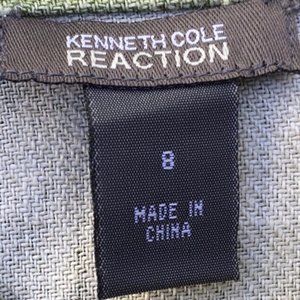 KENNETH COLE
REACTION
8
MADE IN
CHINA